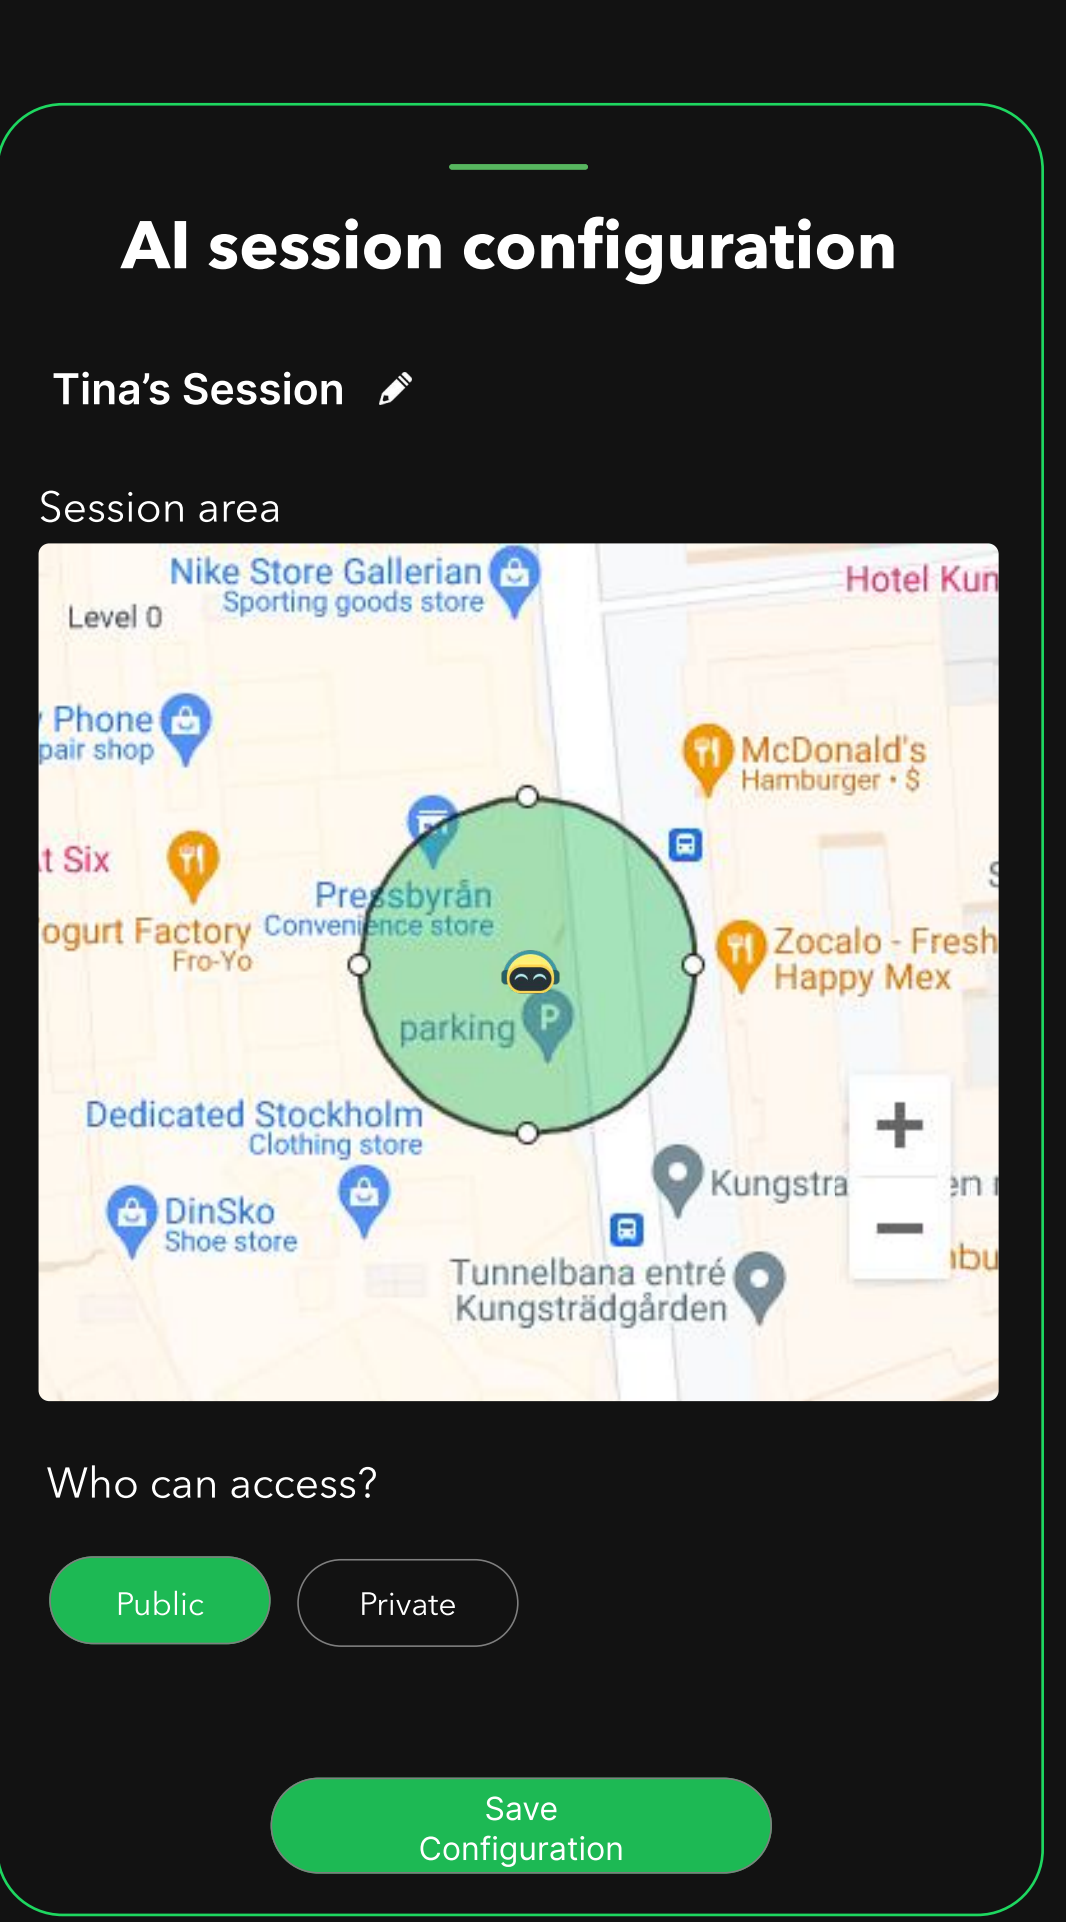 AI session configuration
Tina’s Session
Session area
Nike Store Gallerian
Sporting goods store
Hotel Kun
Level 0
Phone
pair shop
McDonald's
Hamburger • $
t Six
Pressbyrån
Convenience store
ogurt Factory
Fro-Yo
Zocalo - Fresh
Happy Mex
parking
P
Dedicated Stockholm
Clothing store
Kungsträ
en
DinSko
Shoe store
Tunnelbana entré
Kungsträdgården
Who can access?
Public
Private
Save
Configuration